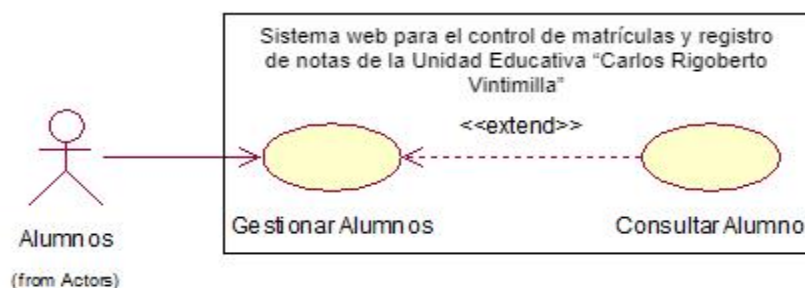 Sistema web para el control de matrículas y registro
de notas de la Unidad Educativa “Carlos Rigoberto
Vintimilla”
<<extend>>
Gestionar Alumnos
Consultar Alumno
Alumnos
(from Actors)